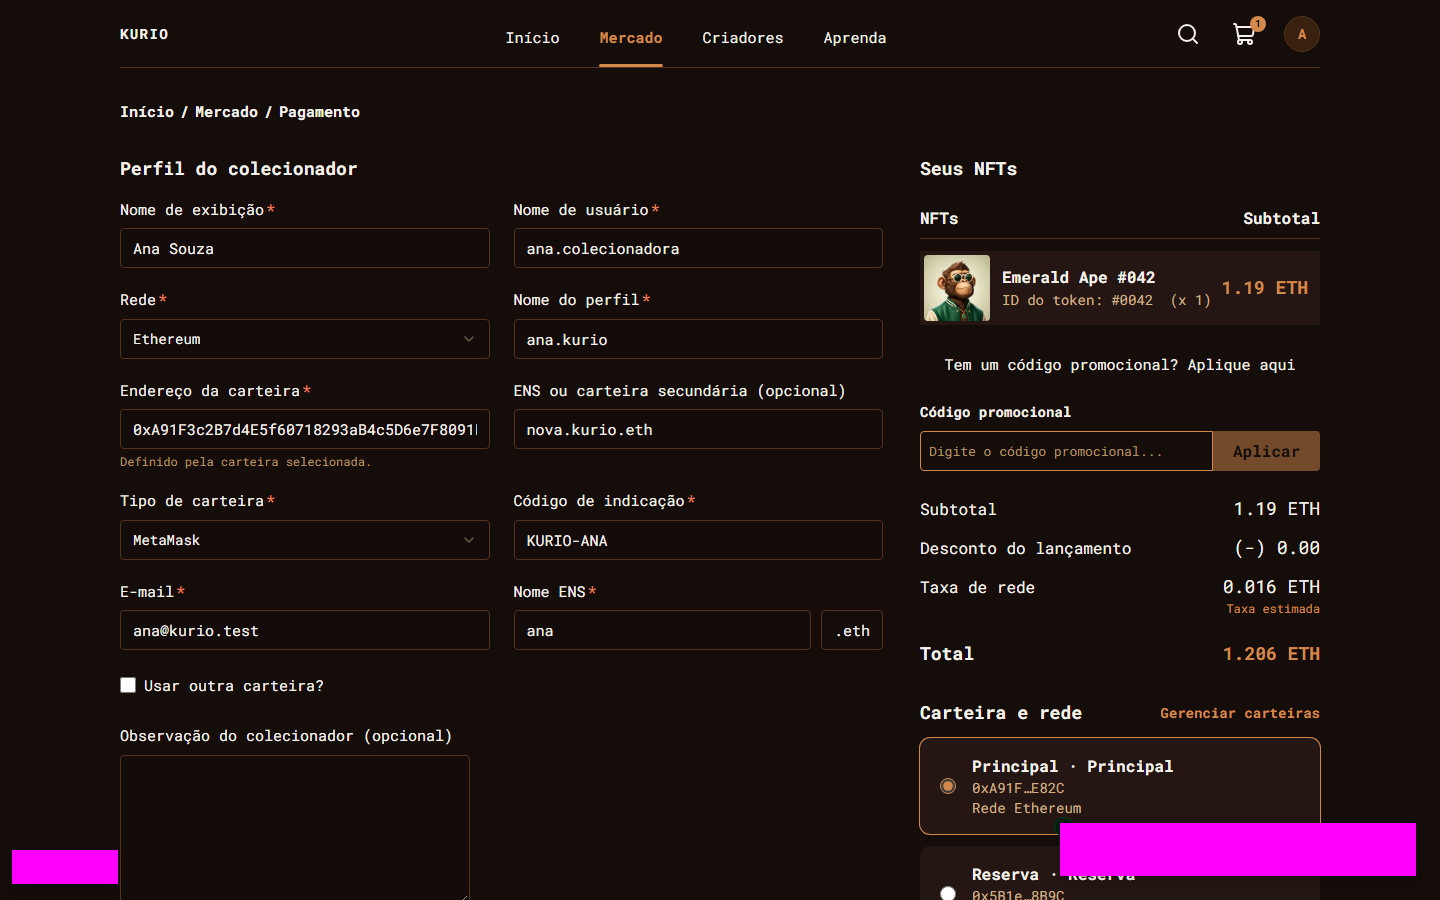 KURIO
Início
Mercado
Criadores
Aprenda
1
A
Início / Mercado / Pagamento
Perfil do colecionador
Nome de exibição*
Ana Souza
Nome de usuário*
ana.colecionadora
Rede*
Ethereum
Nome do perfil*
ana.kurio
Endereço da carteira*
0xA91F3c2B7d4E5f60718293aB4c5D6e7F8091
Definido pela carteira selecionada.
ENS ou carteira secundária (opcional)
nova.kurio.eth
Tipo de carteira*
MetaMask
Código de indicação*
KURIO-ANA
E-mail*
ana@kurio.test
Nome ENS*
ana
.eth
Usar outra carteira?
Observação do colecionador (opcional)
Seus NFTs
NFTs
Subtotal
Emerald Ape #042
ID do token: #0042 (x 1)
1.19 ETH
Tem um código promocional? Aplique aqui
Código promocional
Digite o código promocional...
Aplicar
Subtotal
1.19 ETH
Desconto do lançamento
(-) 0.00
Taxa de rede
0.016 ETH
Taxa estimada
Total
1.206 ETH
Carteira e rede
Gerenciar carteiras
Principal · Principal
0xA91F…E82C
Rede Ethereum
Reserva · Reserva
0x5B1e…8B9C